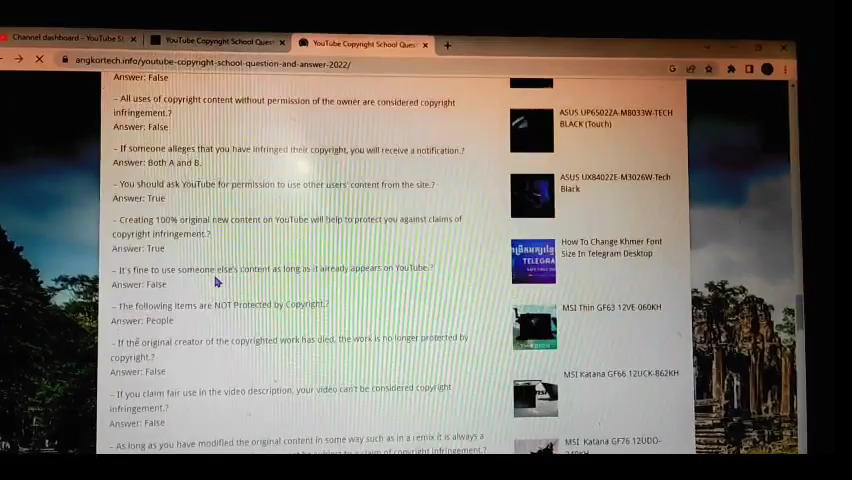 Channel dashboard - YouTube St
YouTube Copyright School Quest
YouTube Copyright School Quest
angkortech.info/youtube-copyright-school-question-and-answer-2022/
Answer: False
– All uses of copyright content without permission of the owner are considered copyright
infringement.?
Answer: False
– If someone alleges that you have infringed their copyright, you will receive a notification.?
Answer: Both A and B.
– You should ask YouTube for permission to use other users' content from the site.?
Answer: True
– Creating 100% original new content on YouTube will help to protect you against claims of
copyright infringement.?
Answer: True
– It's fine to use someone else's content as long as it already appears on YouTube.?
Answer: False
– The following items are NOT Protected by Copyright.?
Answer: People
– If the original creator of the copyrighted work has died, the work is no longer protected by
copyright.?
Answer: False
– If you claim fair use in the video description, your video can't be considered copyright
infringement.?
Answer: False
– As long as you have modified the original content in some way such as in a remix it is always a
be subject to a claim of copyright infringement.?
ASUS UP6502ZA-M8033W-TECH
BLACK (Touch)
ASUS UX8402ZE-M3026W-Tech
Black
TELEGRA
How To Change Khmer Font
Size In Telegram Desktop
MSI Thin GF63 12VE-060KH
MSI Katana GF66 12UCK-862KH
MSI Katana GF76 12UDO-